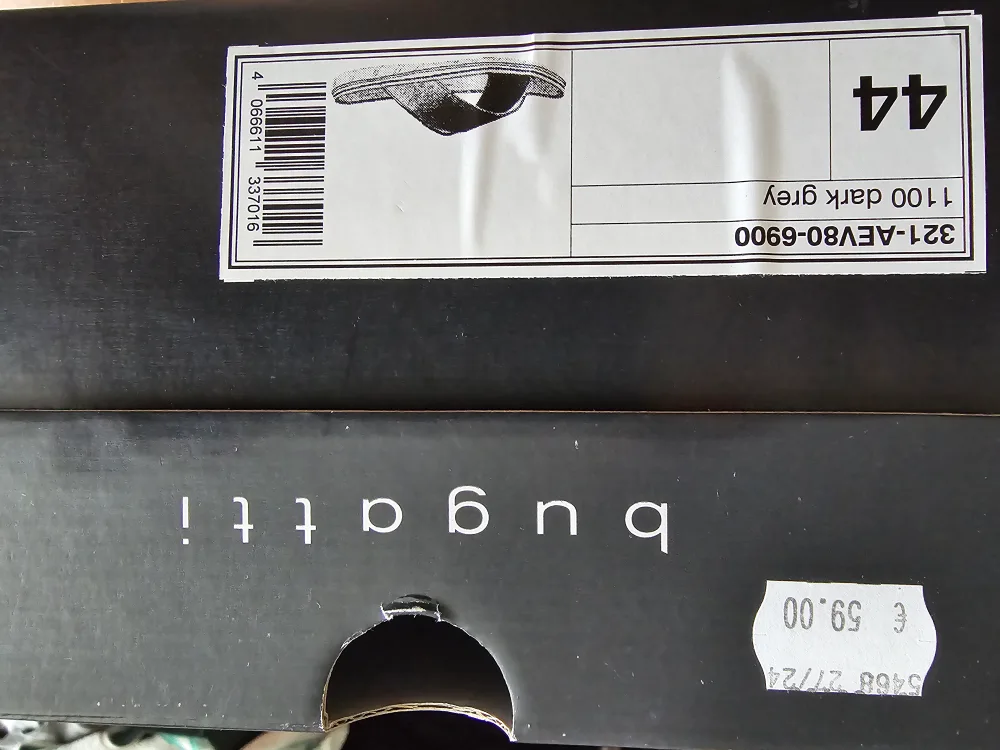 321-AEV80-6900
1100 dark grey
44
4 066611 337016
bugatti
5468 27/24
€ 59.00